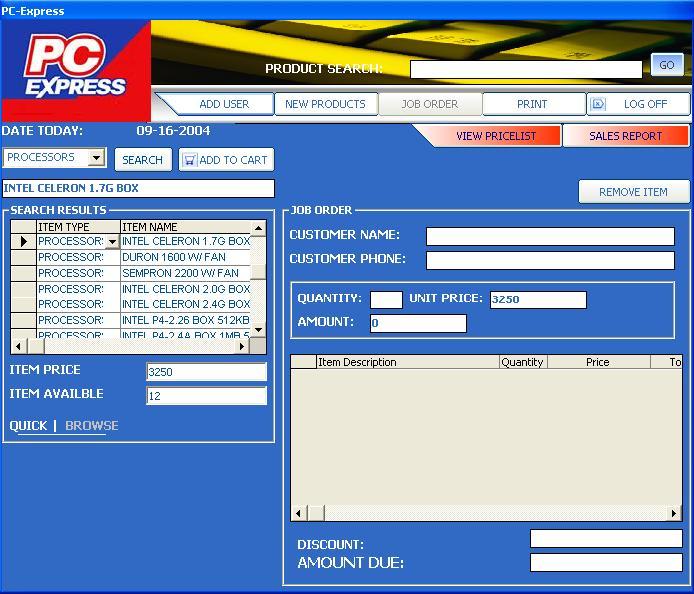 PC-Express
PC
EXPRESS
PRODUCT SEARCH:
GO
ADD USER
NEW PRODUCTS
JOB ORDER
PRINT
LOG OFF
DATE TODAY: 09-16-2004
VIEW PRICELIST
SALES REPORT
PROCESSORS
SEARCH
ADD TO CART
INTEL CELERON 1.7G BOX
REMOVE ITEM
SEARCH RESULTS
ITEM TYPE ITEM NAME
PROCESSOR: INTEL CELERON 1.7G BOX
PROCESSOR: DURON 1600 W/ FAN
PROCESSOR: SEMPRON 2200 W/ FAN
PROCESSOR: INTEL CELERON 2.0G BO
PROCESSOR: INTEL CELERON 2.4G BO
PROCESSOR: INTEL P4-2.26 BOX 512KB
PROCESSOR: INTEL P4-2.4A BOX 1MB 5
ITEM PRICE 3250
ITEM AVAILBLE 12
QUICK | BROWSE
JOB ORDER
CUSTOMER NAME:
CUSTOMER PHONE:
QUANTITY: UNIT PRICE: 3250
AMOUNT: 0
Item Description Quantity Price To
DISCOUNT:
AMOUNT DUE: